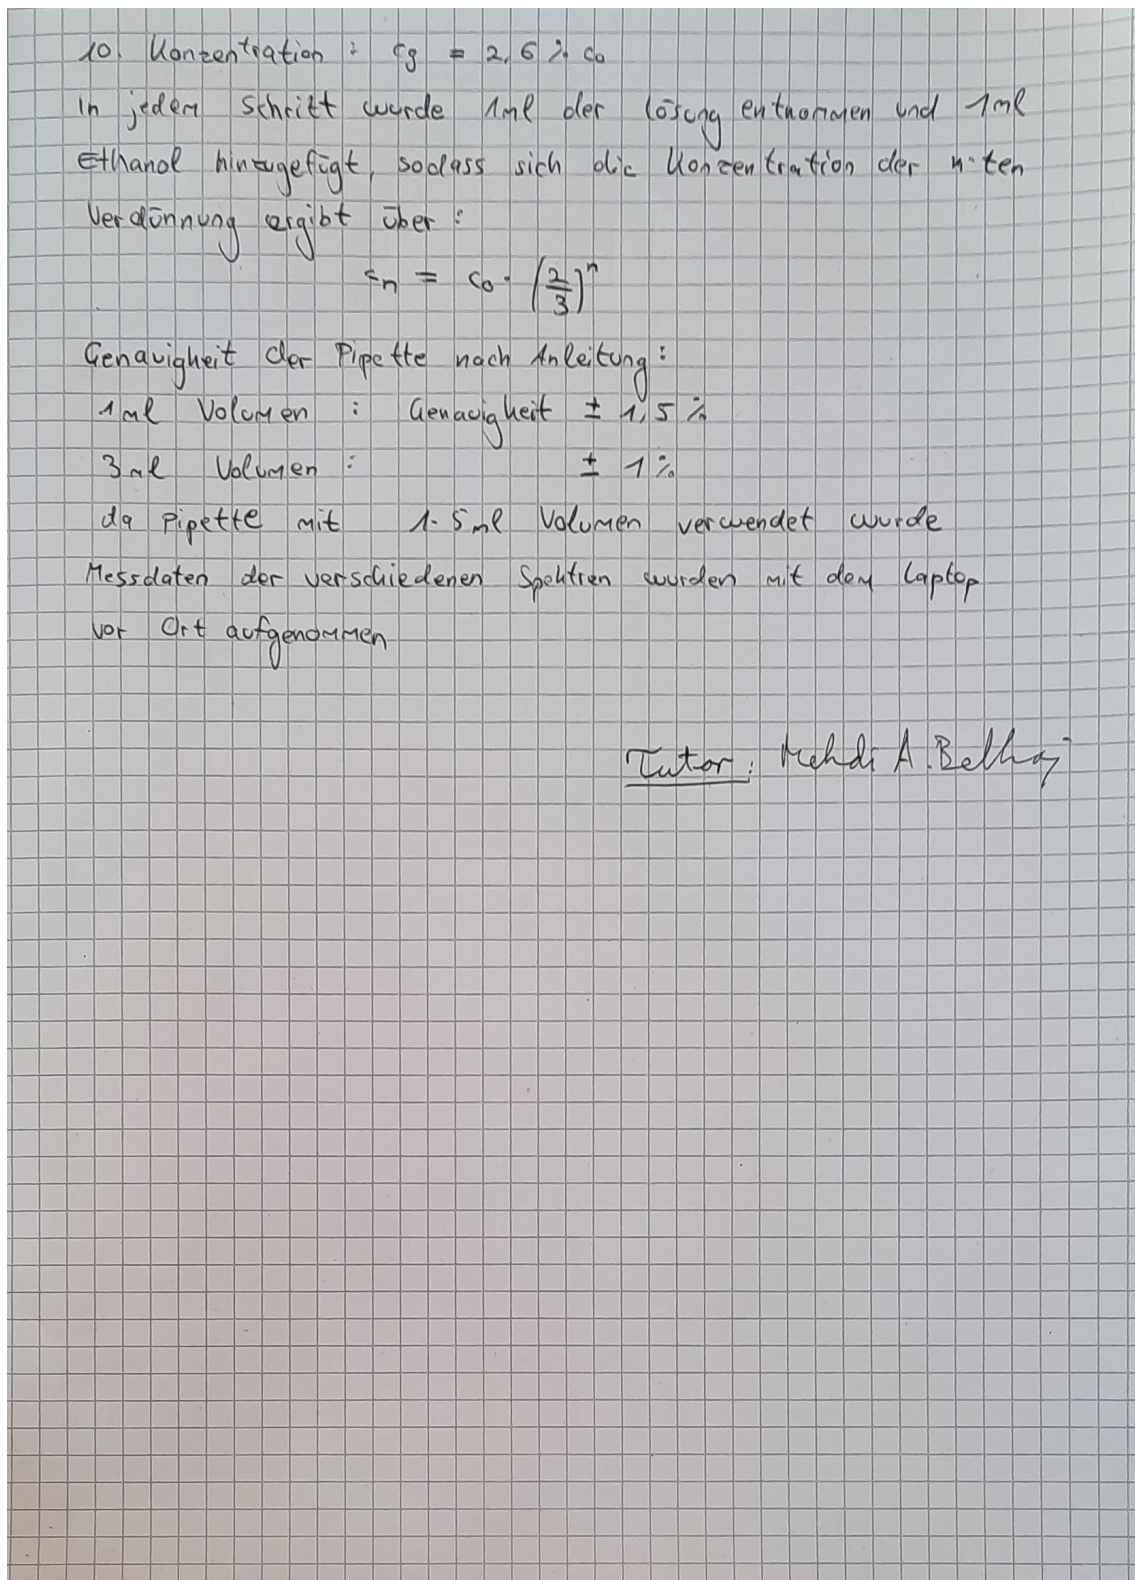 10. Konzentration : c9 = 2,6 % c0
In jedem Schritt wurde 1ml der Lösung entnommen und 1ml
Ethanol hinzugefügt, sodass sich die Konzentration der n-ten
Verdünnung ergibt über :
cn = c0 · (2/3)^n
Genauigkeit der Pipette nach Anleitung :
1ml Volumen : Genauigkeit ± 1,5 %
3ml Volumen : ± 1 %
da Pipette mit 1-5ml Volumen verwendet wurde
Messdaten der verschiedenen Spektren wurden mit dem Laptop
vor Ort aufgenommen
Tutor : Mehdi A. Belhaj